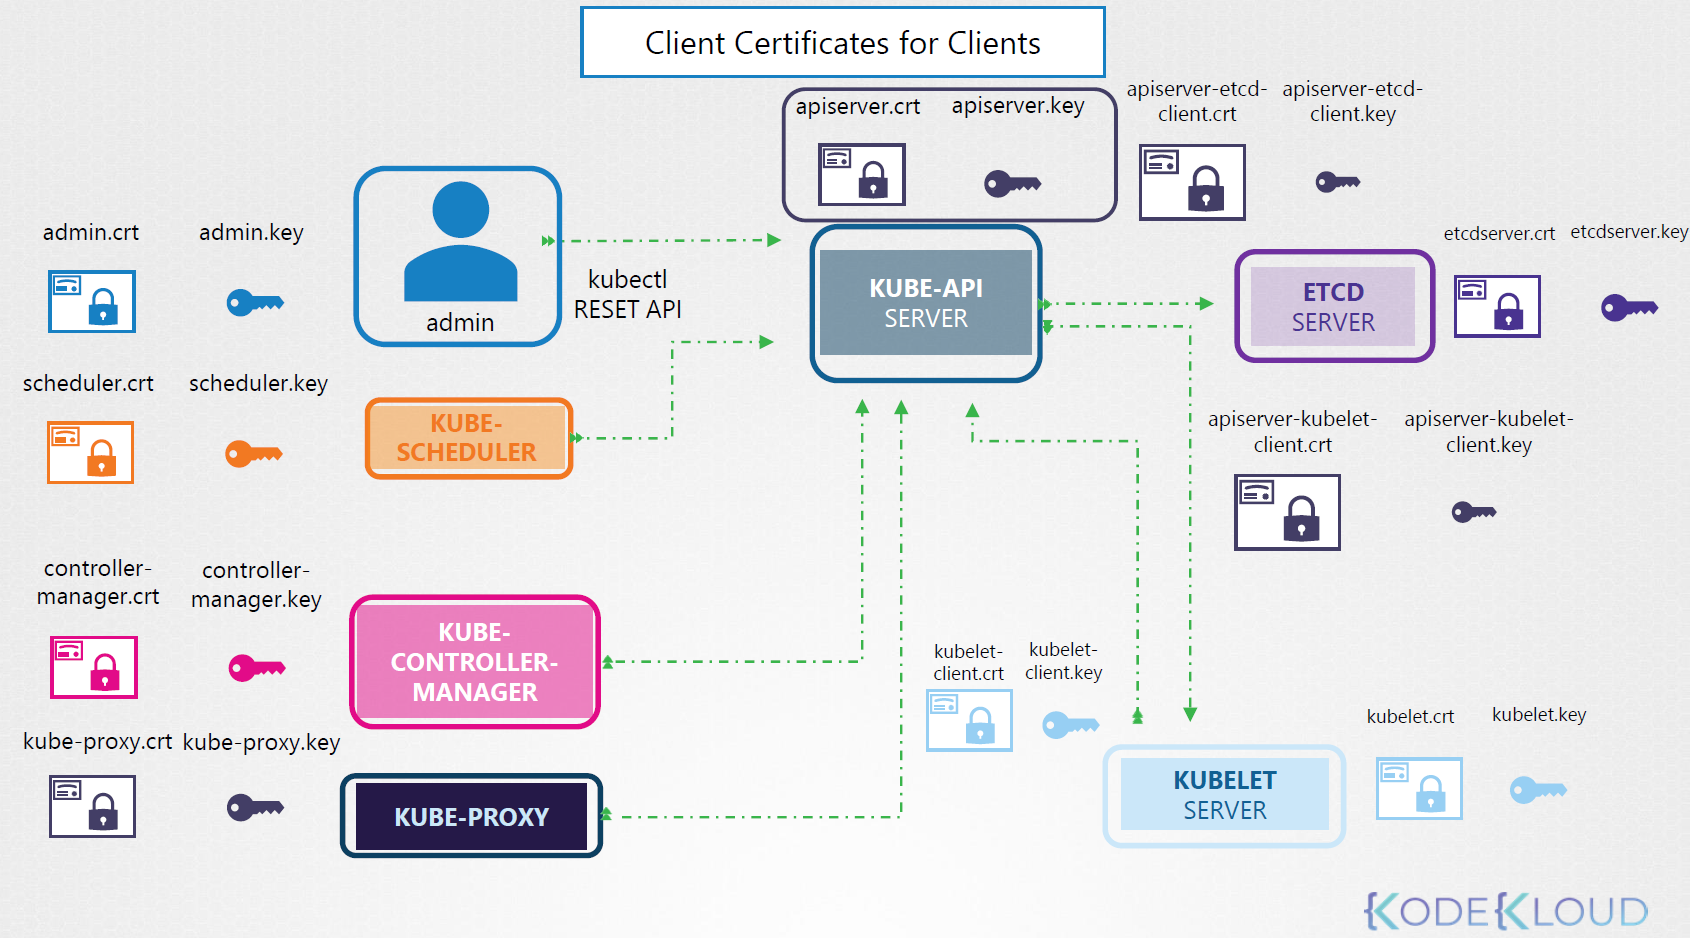 Client Certificates for Clients
apiserver.crt
apiserver.key
apiserver-etcd-
client.crt
apiserver-etcd-
client.key
admin.crt
admin.key
admin
kubectl
RESET API
KUBE-API
SERVER
ETCD
SERVER
etcdserver.crt
etcdserver.key
scheduler.crt
scheduler.key
KUBE-
SCHEDULER
apiserver-kubelet-
client.crt
apiserver-kubelet-
client.key
controller-
manager.crt
controller-
manager.key
KUBE-
CONTROLLER-
MANAGER
kubelet-
client.crt
kubelet-
client.key
kube-proxy.crt
kube-proxy.key
KUBE-PROXY
KUBELET
SERVER
kubelet.crt
kubelet.key
KODEKLOUD